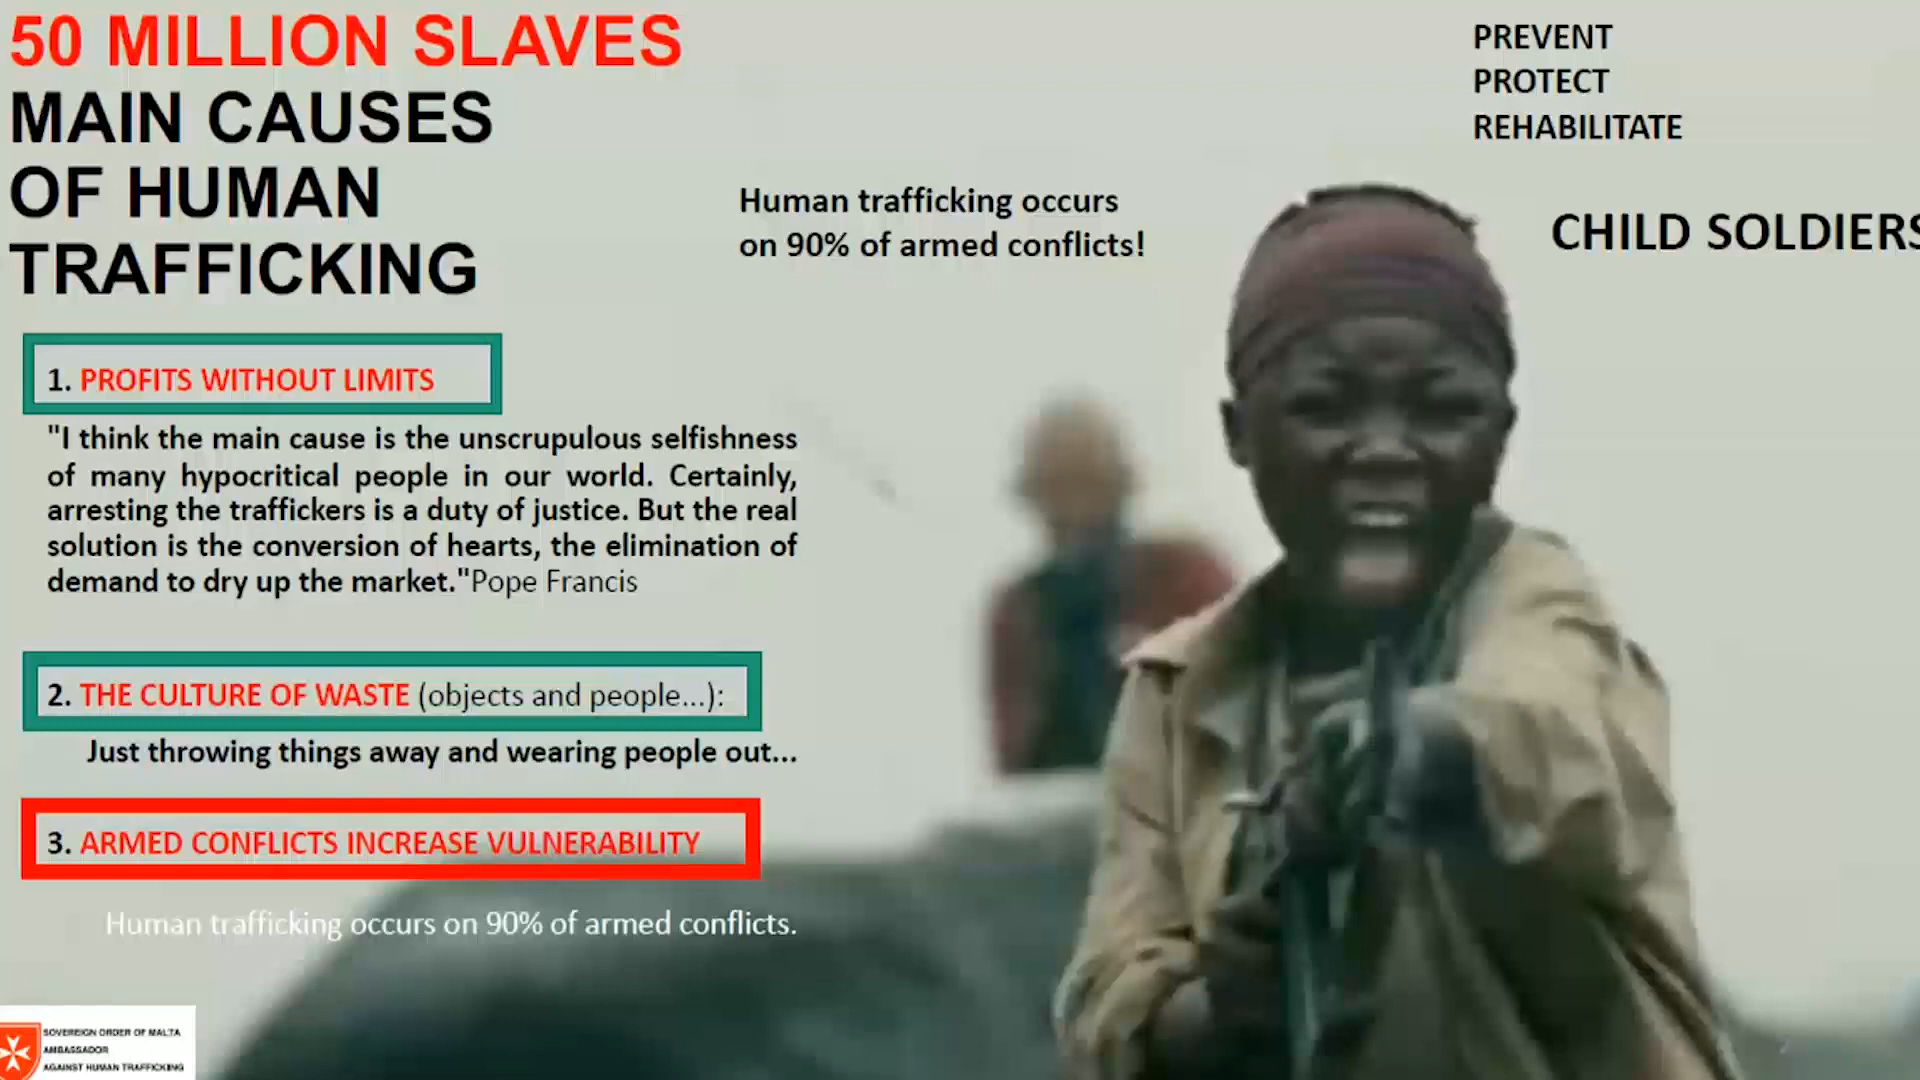 50 MILLION SLAVES
MAIN CAUSES
OF HUMAN
TRAFFICKING
1. PROFITS WITHOUT LIMITS
"I think the main cause is the unscrupulous selfishness
of many hypocritical people in our world. Certainly,
arresting the traffickers is a duty of justice. But the real
solution is the conversion of hearts, the elimination of
demand to dry up the market."Pope Francis
2. THE CULTURE OF WASTE (objects and people...):
Just throwing things away and wearing people out...
3. ARMED CONFLICTS INCREASE VULNERABILITY
Human trafficking occurs on 90% of armed conflicts.
SOVEREIGN ORDER OF MALTA
AMBASSADOR
AGAINST HUMAN TRAFFICKING
Human trafficking occurs
on 90% of armed conflicts!
PREVENT
PROTECT
REHABILITATE
CHILD SOLDIERS